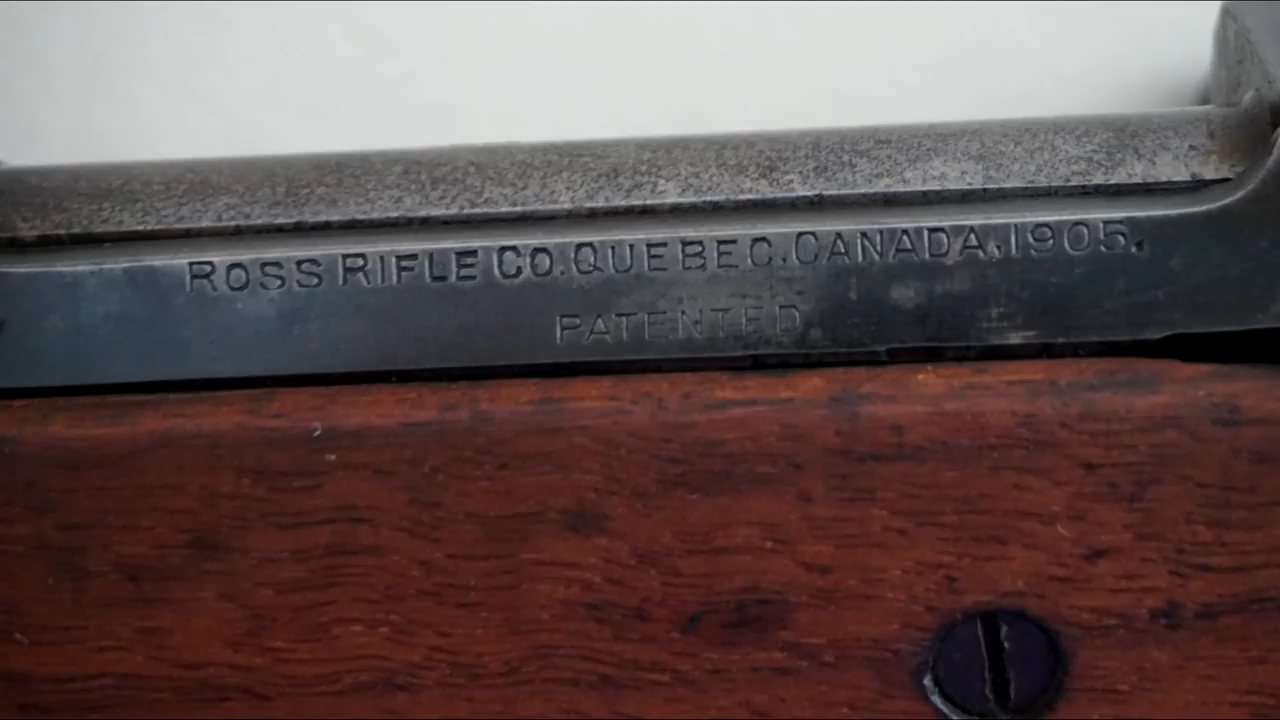 ROSS RIFLE CO. QUEBEC. CANADA, 1905.
PATENTED